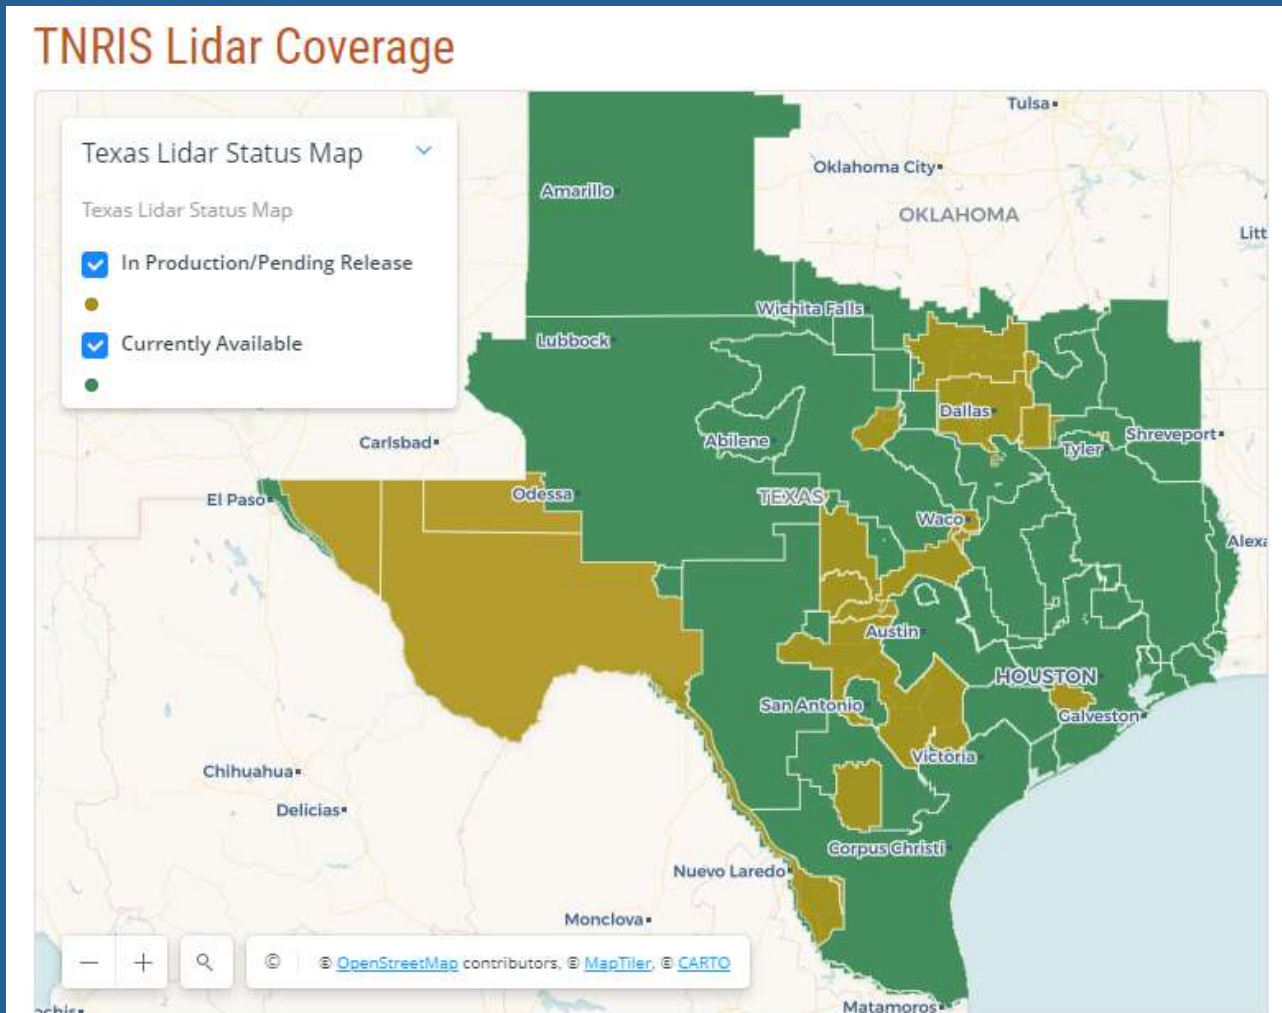 TNRIS Lidar Coverage
Texas Lidar Status Map
Texas Lidar Status Map
In Production/Pending Release
Currently Available
Tulsa
Oklahoma City
Amarillo
OKLAHOMA
Litt
Wichita Falls
Lubbock
Dallas
Carlsbad
Abilene
Shreveport
Tyler
El Paso
Odessa
TEXAS
Waco
Alexa
Austin
HOUSTON
San Antonio
Galveston
Victoria
Chihuahua
Delicias
Corpus Christi
Nuevo Laredo
Monclova
© © OpenStreetMap contributors, © MapTiler, © CARTO
Matamoros